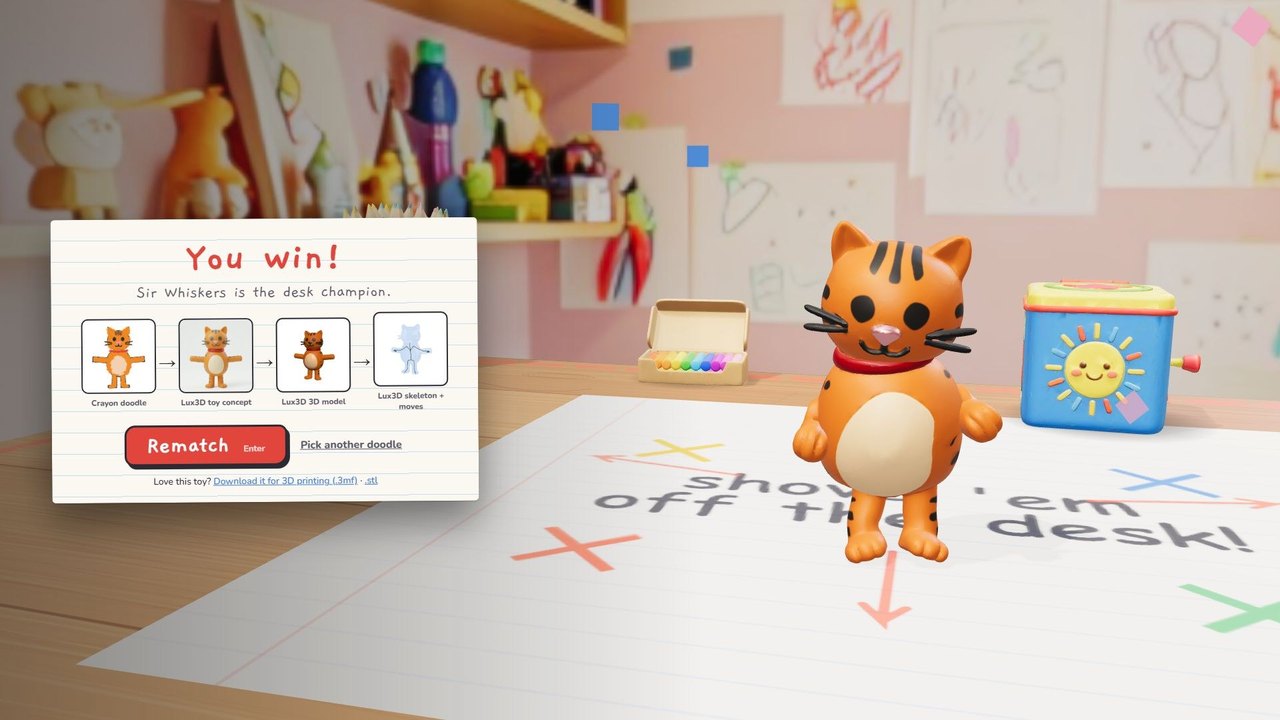 You win!
Sir Whiskers is the desk champion.
Crayon doodle
Lux3D toy concept
Lux3D 3D model
Lux3D skeleton +
moves
Rematch Enter
Pick another doodle
Love this toy? Download it for 3D printing (.3mf) · .stl
'em
off the desk!